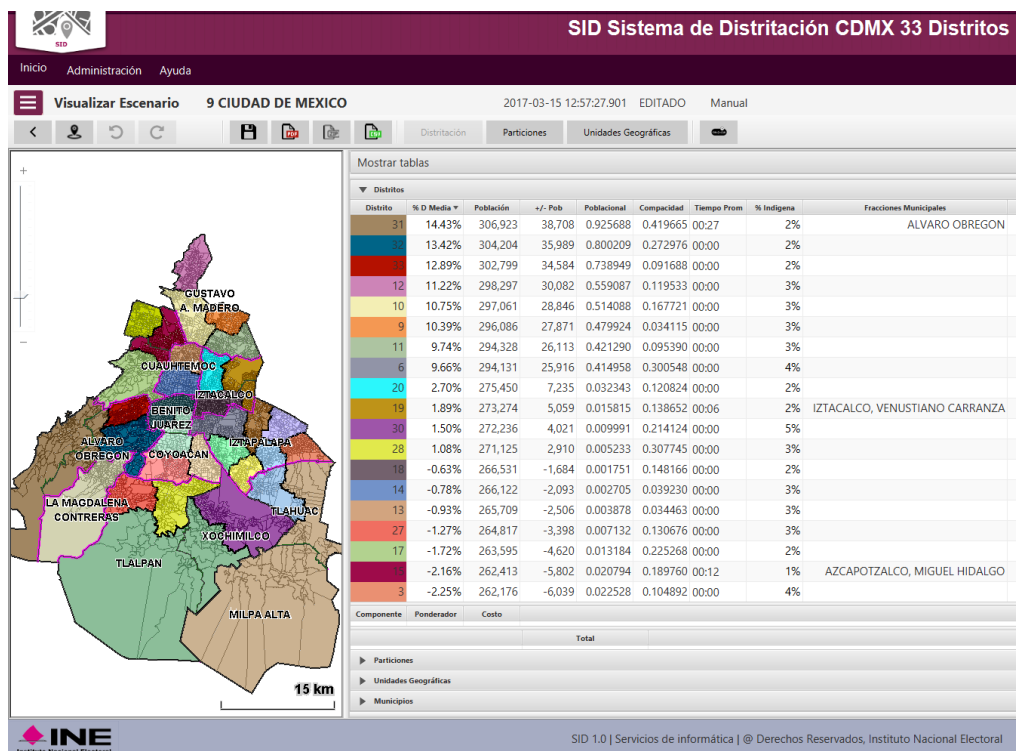 SID
SID Sistema de Distritación CDMX 33 Distritos
Inicio Administración Ayuda
Visualizar Escenario 9 CIUDAD DE MEXICO 2017-03-15 12:57:27.901 EDITADO Manual
Distritación Particiones Unidades Geográficas
Mostrar tablas
Distritos
Distrito % D Media Población +/- Pob Poblacional Compacidad Tiempo Prom % Indigena Fracciones Municipales
31 14.43% 306,923 38,708 0.925688 0.419665 00:27 2% ALVARO OBREGON
32 13.42% 304,204 35,989 0.800209 0.272976 00:00 2%
12.89% 302,799 34,584 0.738949 0.091688 00:00 2%
12 11.22% 298,297 30,082 0.559087 0.119533 00:00 3%
10 10.75% 297,061 28,846 0.514088 0.167721 00:00 3%
9 10.39% 296,086 27,871 0.479924 0.034115 00:00 3%
11 9.74% 294,328 26,113 0.421290 0.095390 00:00 3%
6 9.66% 294,131 25,916 0.414958 0.300548 00:00 4%
20 2.70% 275,450 7,235 0.032343 0.120824 00:00 2%
19 1.89% 273,274 5,059 0.015815 0.138652 00:06 2% IZTACALCO, VENUSTIANO CARRANZA
30 1.50% 272,236 4,021 0.009991 0.214124 00:00 5%
28 1.08% 271,125 2,910 0.005233 0.307745 00:00 3%
18 -0.63% 266,531 -1,684 0.001751 0.148166 00:00 2%
14 -0.78% 266,122 -2,093 0.002705 0.039230 00:00 3%
13 -0.93% 265,709 -2,506 0.003878 0.034463 00:00 3%
27 -1.27% 264,817 -3,398 0.007132 0.130676 00:00 3%
17 -1.72% 263,595 -4,620 0.013184 0.225268 00:00 2%
-2.16% 262,413 -5,802 0.020794 0.189760 00:12 1% AZCAPOTZALCO, MIGUEL HIDALGO
3 -2.25% 262,176 -6,039 0.022528 0.104892 00:00 4%
Componente Ponderador Costo
Total
Particiones
Unidades Geográficas
Municipios
GUSTAVO
A. MADERO
CUAUHTEMOC
IZTACALCO
BENITO
JUAREZ
IZTAPALAPA
ALVARO
OBREGON
COYOACAN
LA MAGDALENA
CONTRERAS
TLAHUAC
XOCHIMILCO
TLALPAN
MILPA ALTA
15 km
INE
Instituto Nacional Electoral
SID 1.0 | Servicios de informática | @ Derechos Reservados, Instituto Nacional Electoral